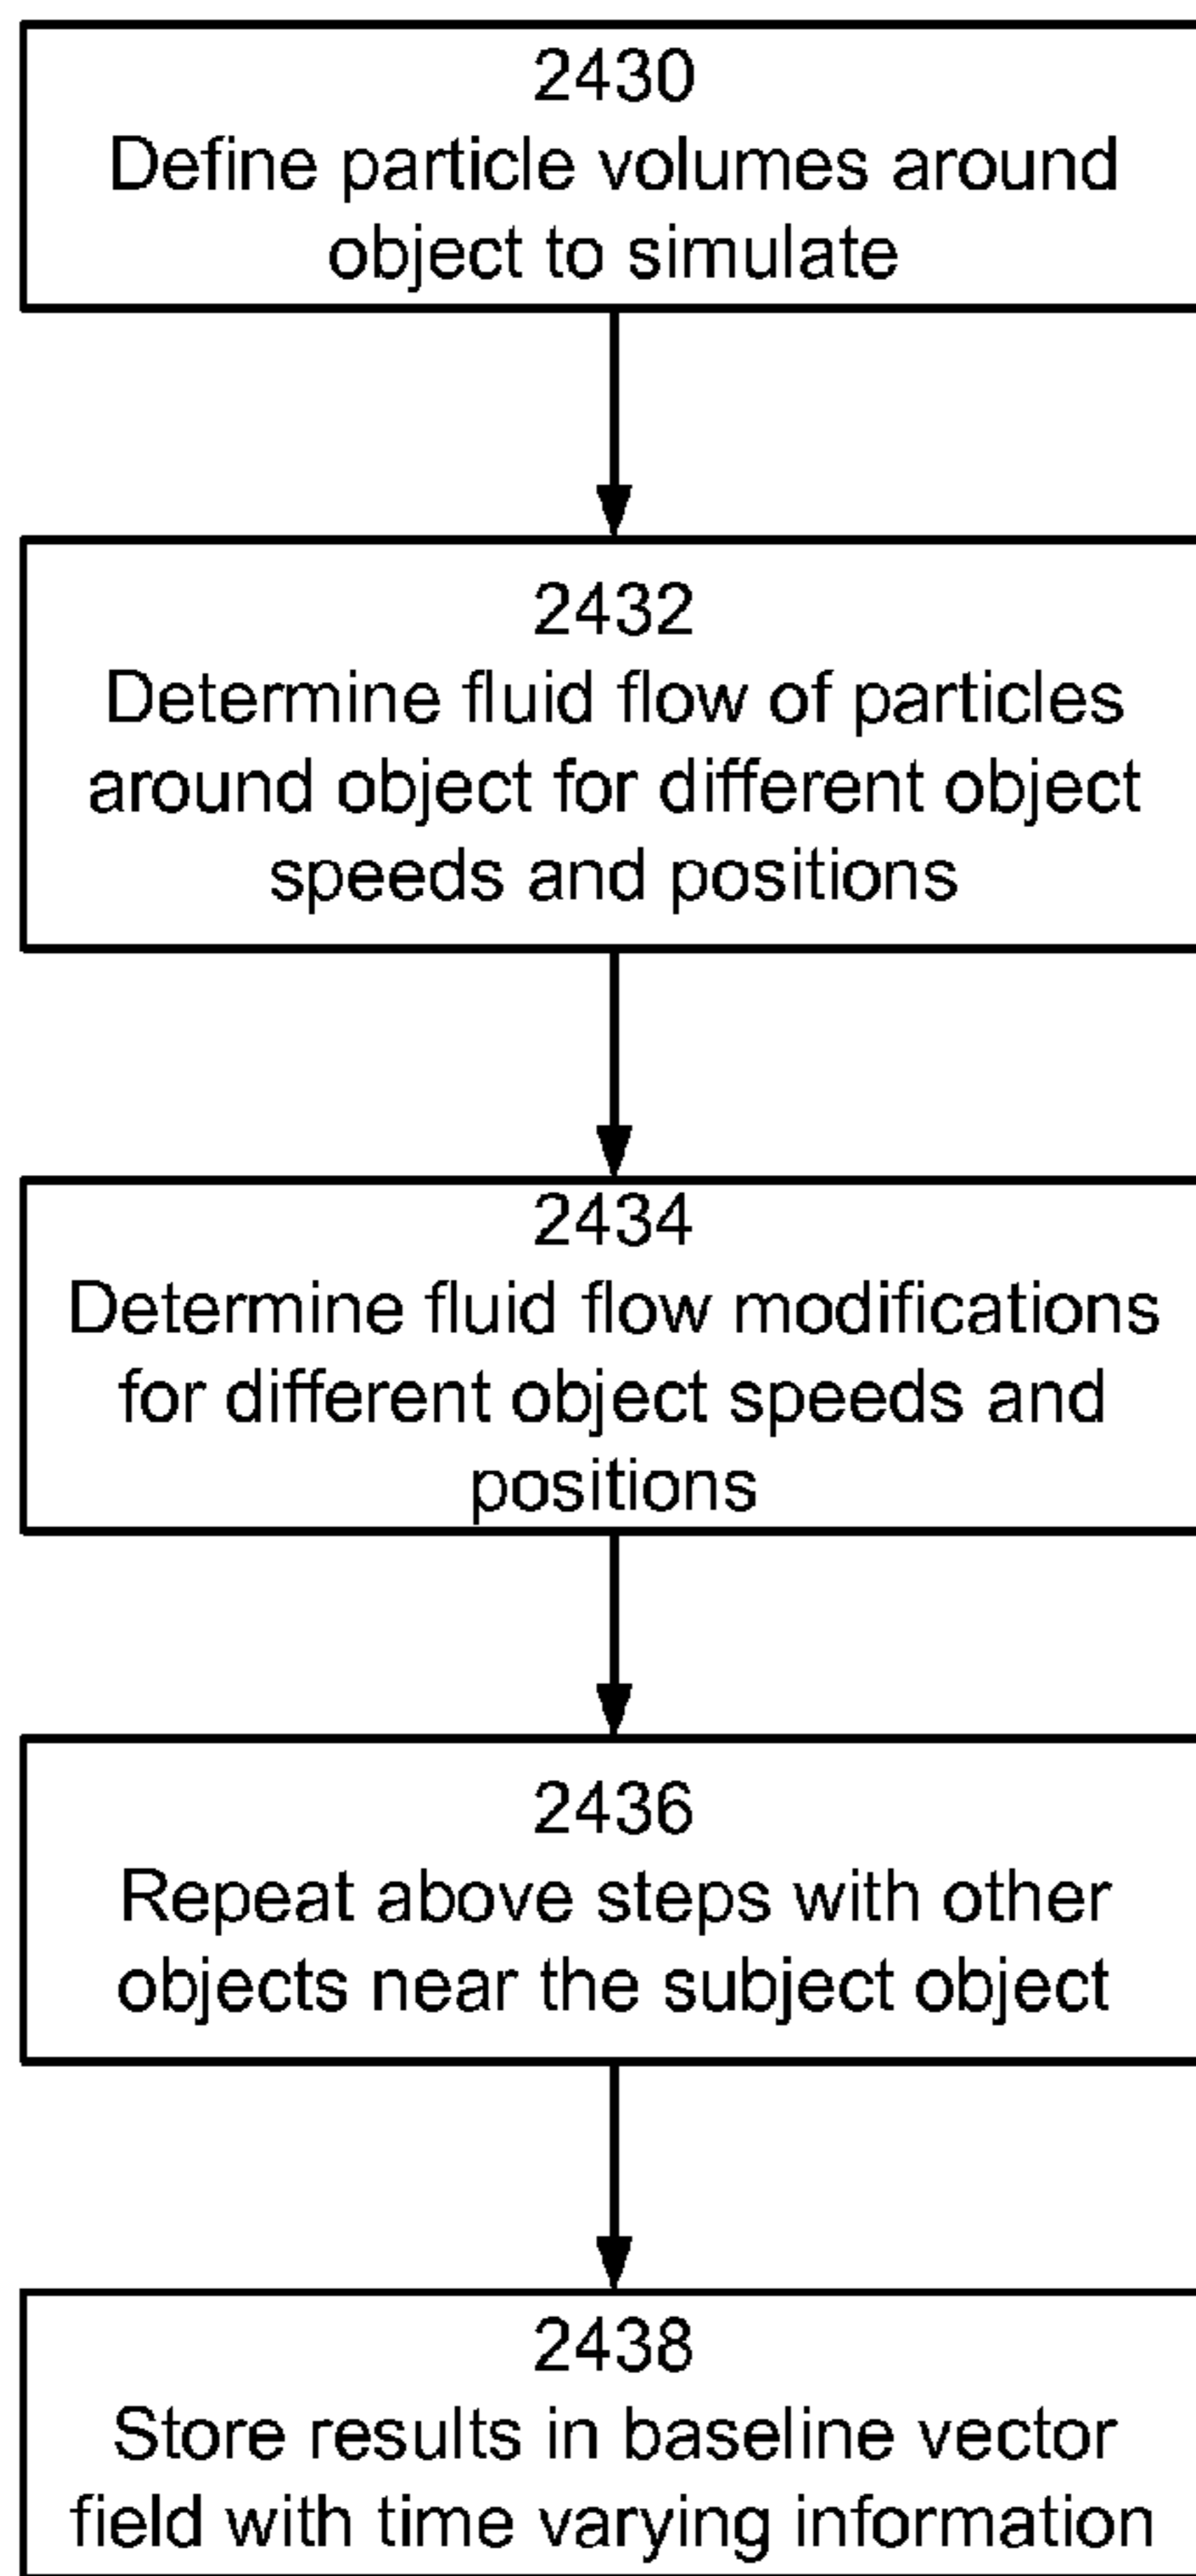 2430
Define particle volumes around
object to simulate
2432
Determine fluid flow of particles
around object for different object
speeds and positions
2434
Determine fluid flow modifications
for different object speeds and
positions
2436
Repeat above steps with other
objects near the subject object
2438
Store results in baseline vector
field with time varying information